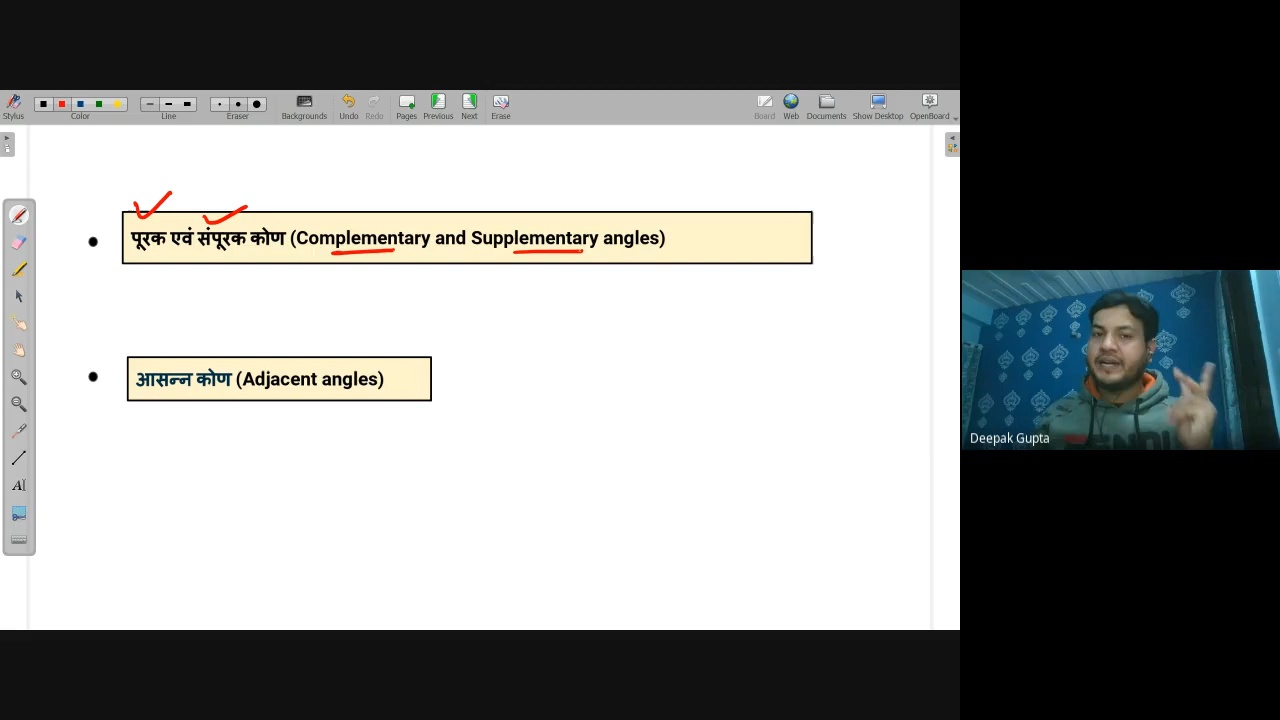 Stylus
Color
Line
Eraser
Backgrounds
Undo
Redo
Pages
Previous
Next
Erase
Board
Web
Documents
Show Desktop
OpenBoard
पूरक एवं संपूरक कोण (Complementary and Supplementary angles)
आसन्न कोण (Adjacent angles)
Deepak Gupta